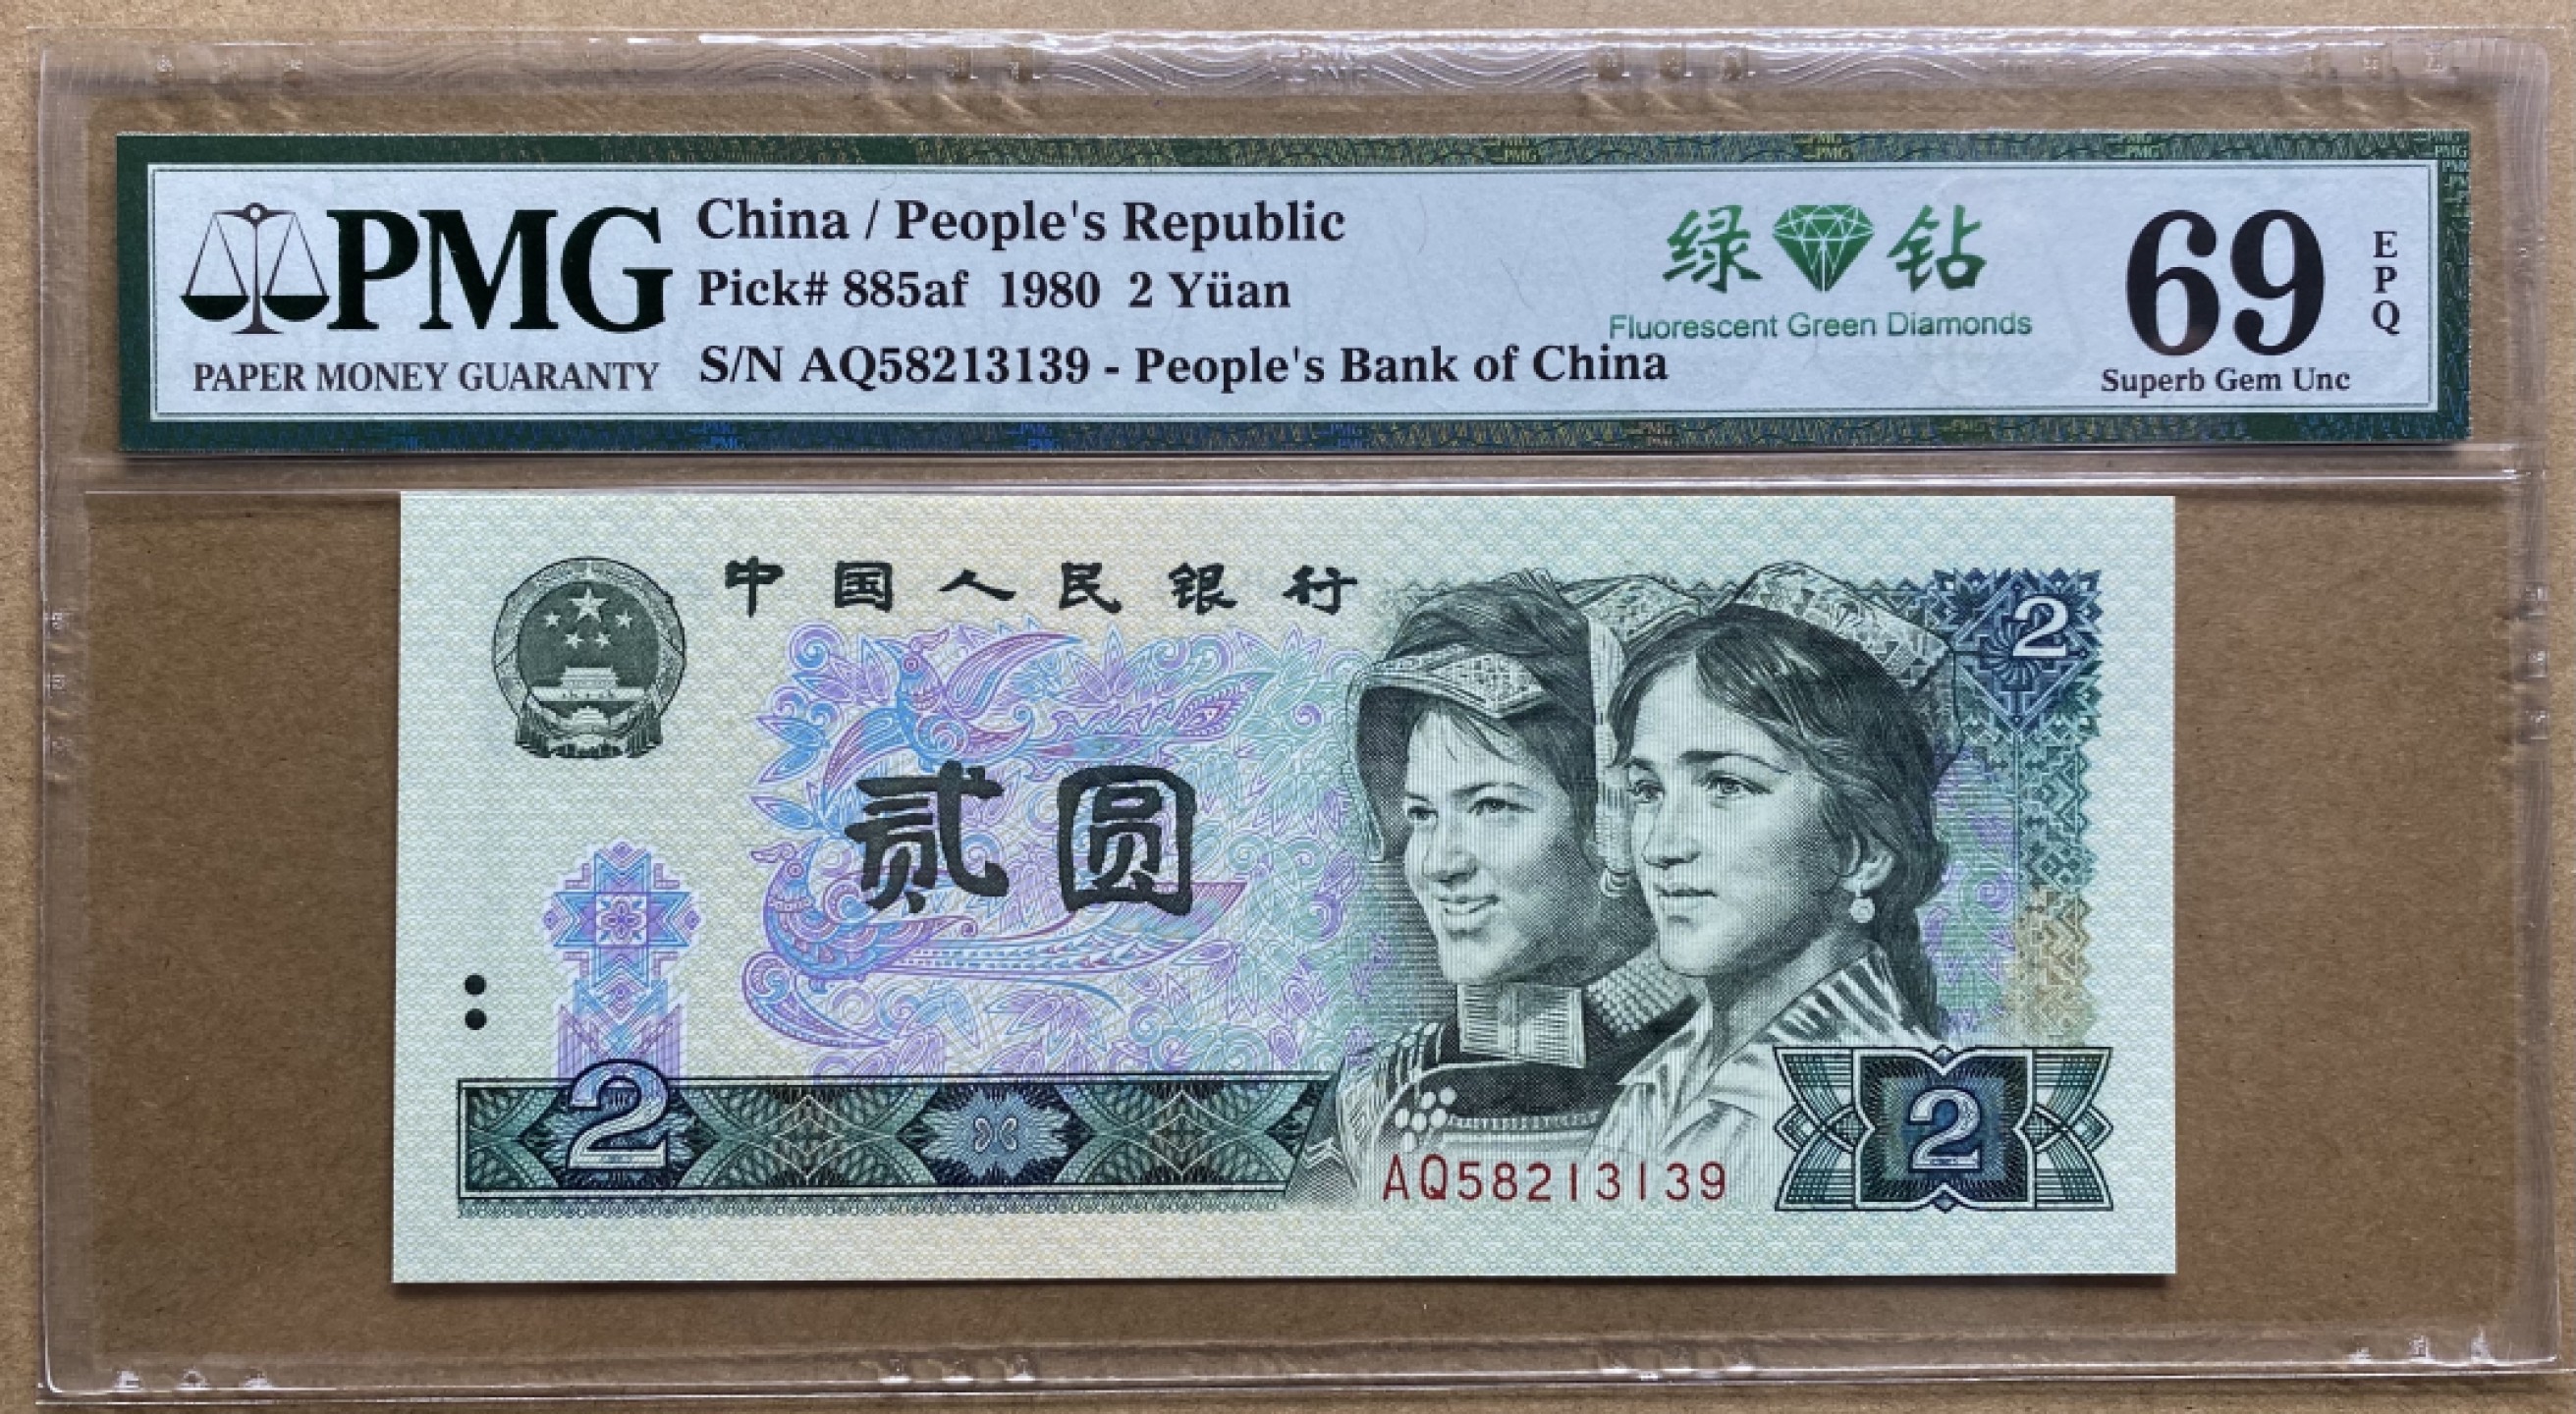 PMG
PAPER MONEY GUARANTY
China / People's Republic
Pick# 885af 1980 2 Yüan
S/N AQ58213139 - People's Bank of China
绿钻
Fluorescent Green Diamonds
69
EPQ
Superb Gem Unc
中国人民银行
2
贰圆
2
AQ58213139
2